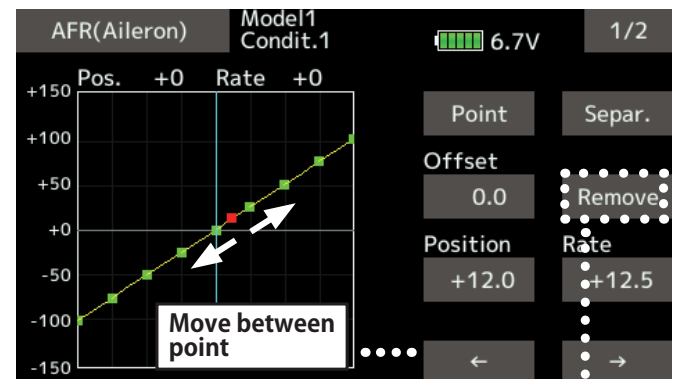 AFR(Aileron)
Model1
Condit.1
6.7V
1/2
Pos. +0 Rate +0
+150
+100
+50
+0
-50
-100
-150
Point
Separ.
Offset
0.0
Remove
Position
Rate
+12.0
+12.5
Move between
point
←
→